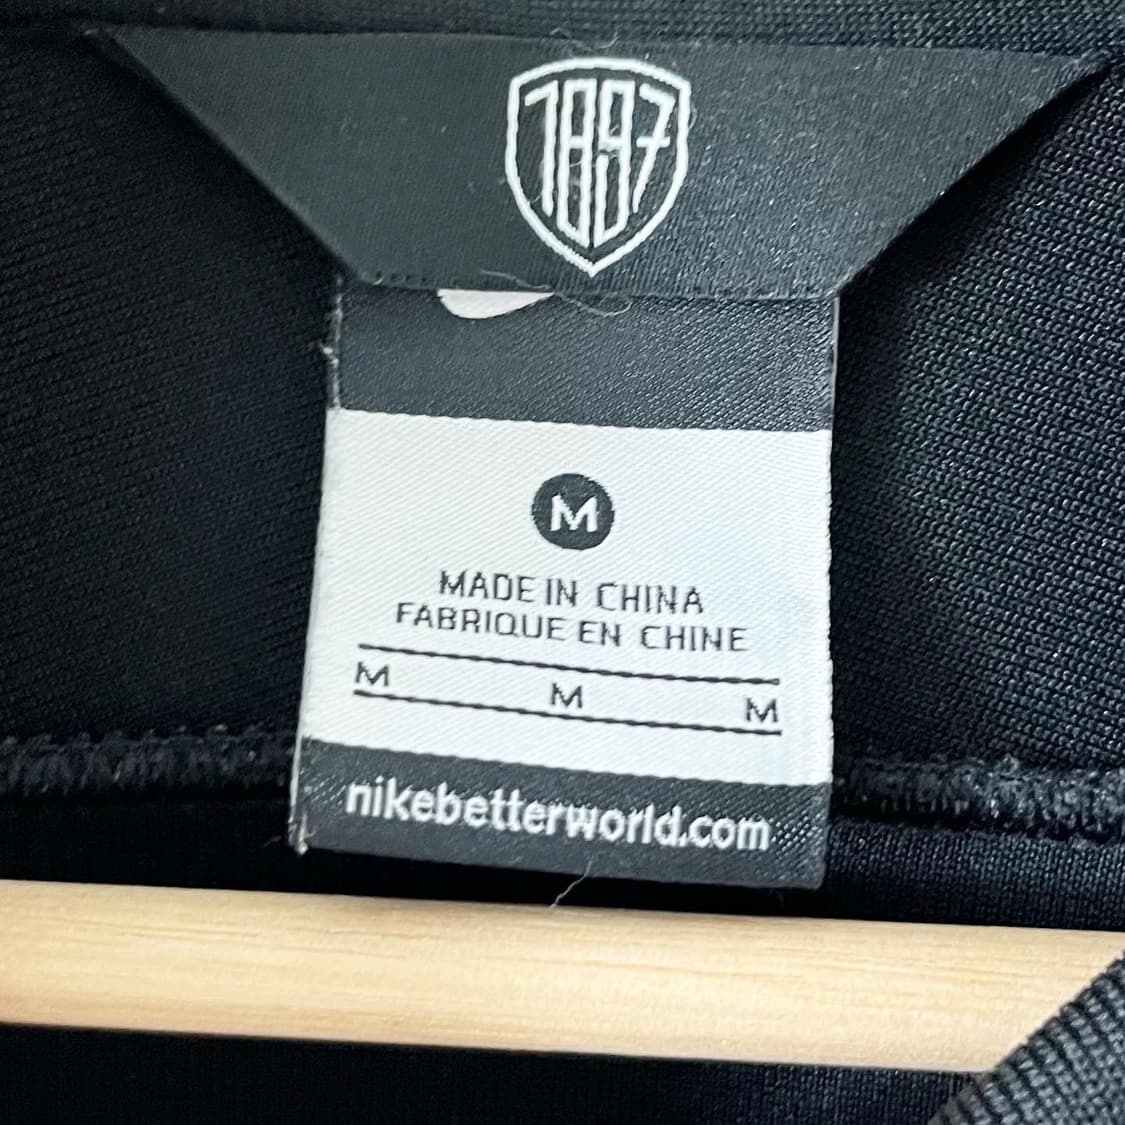 1897
M
MADE IN CHINA
FABRIQUE EN CHINE
M M M
nikebetterworld.com